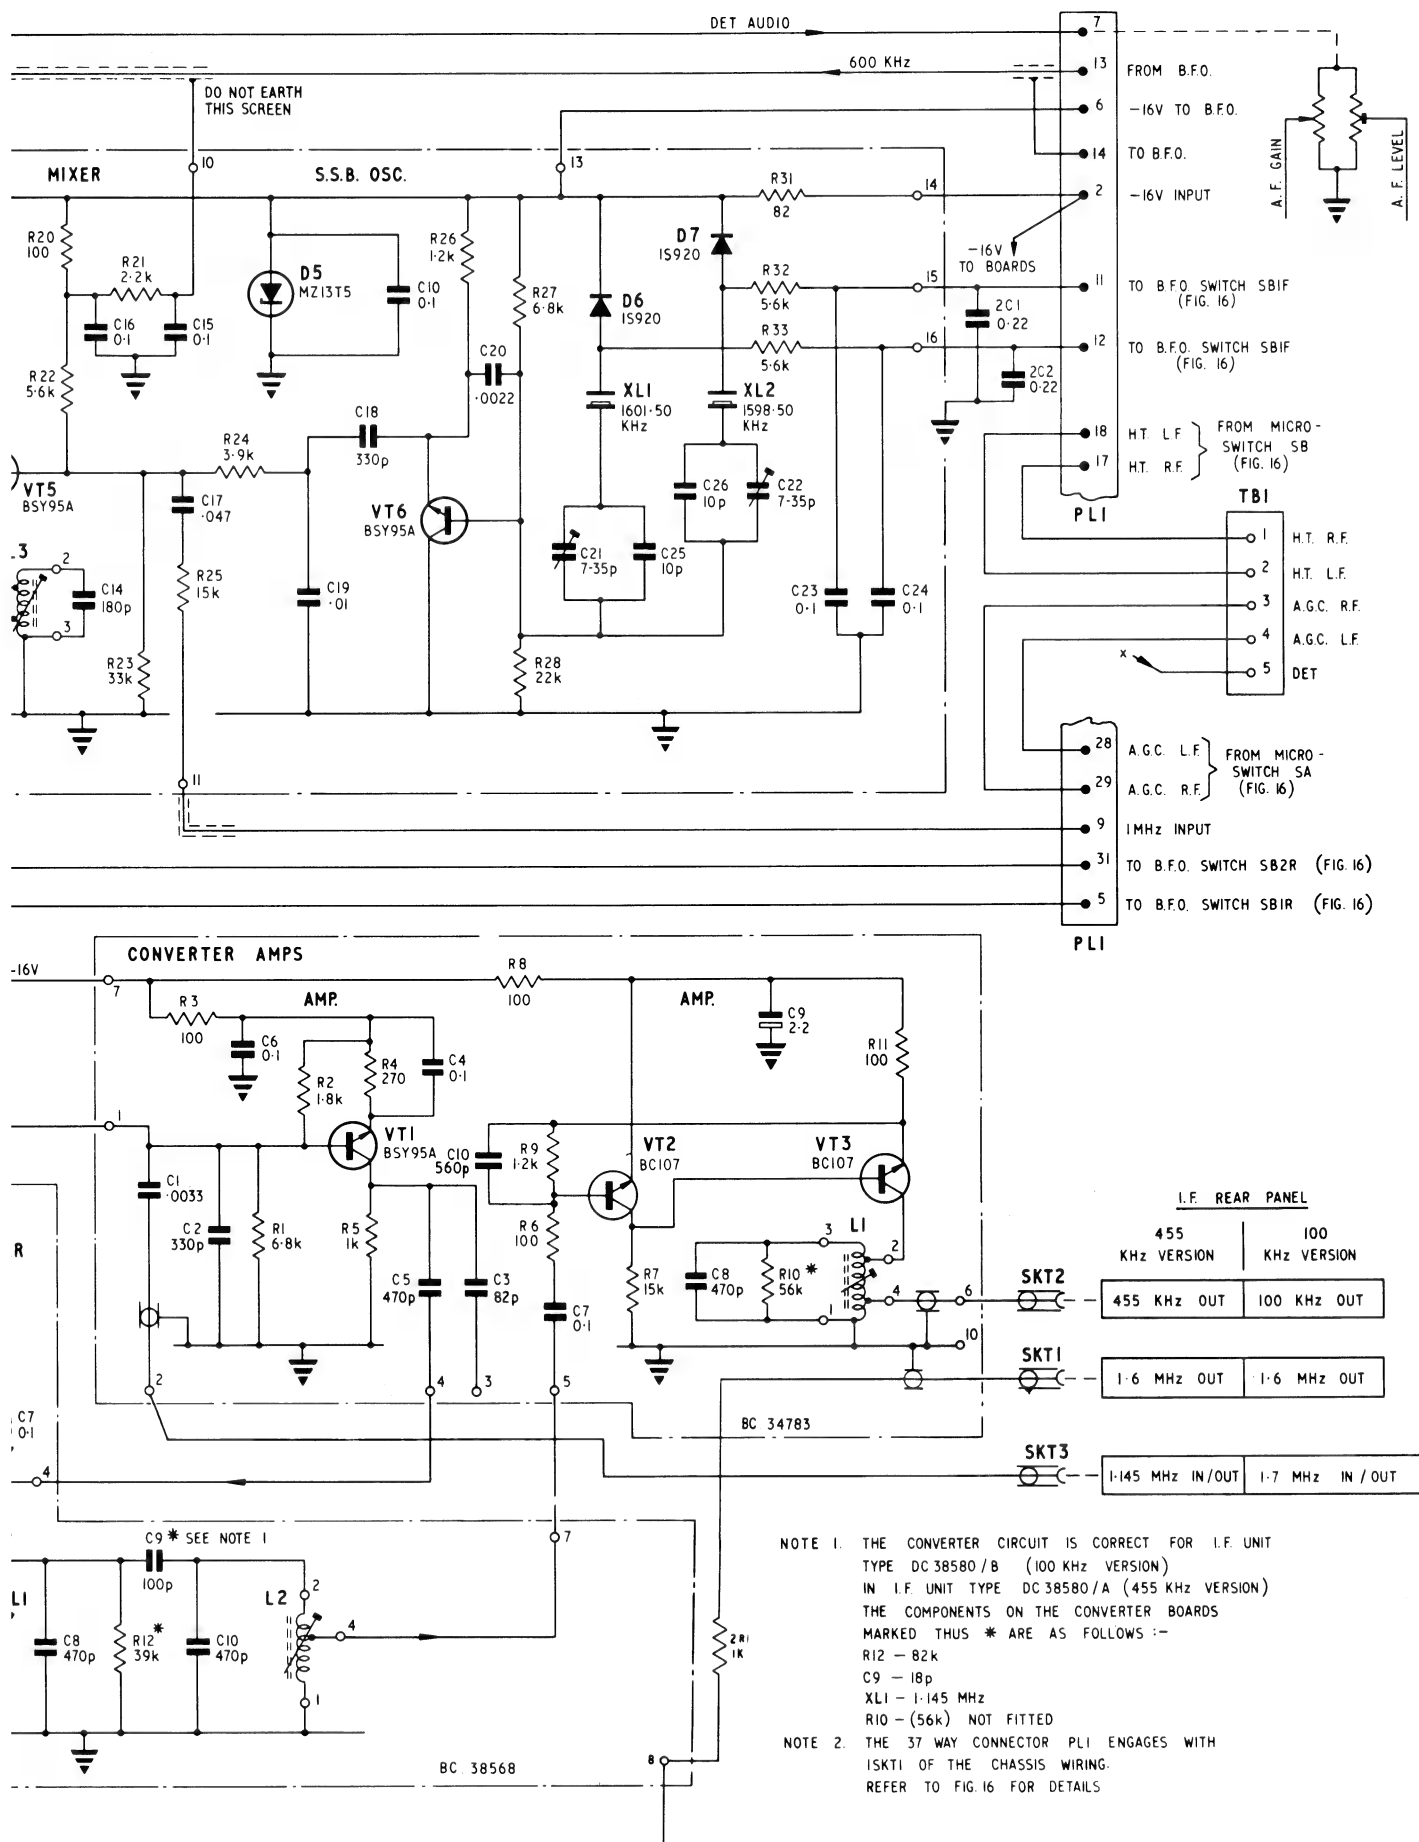 DET AUDIO
7
600 KHz
13 FROM B.F.O.
DO NOT EARTH
THIS SCREEN
6 -16V TO B.F.O.
14 TO B.F.O.
10
13
MIXER
S.S.B. OSC.
R31
82
14
2 -16V INPUT
A.F. GAIN
A.F. LEVEL
R20
100
R21
2·2k
R26
1·2k
D7
IS920
-16V
TO BOARDS
D5
MZ13T5
C10
0·1
R27
6·8k
D6
IS920
R32
5·6k
15
11 TO B.F.O. SWITCH SB1F
(FIG. 16)
2C1
0·22
C16
0·1
C15
0·1
R33
5·6k
16
12 TO B.F.O. SWITCH SB1F
(FIG. 16)
2C2
0·22
R22
5·6k
C20
·0022
XL1
1601·50
KHz
XL2
1598·50
KHz
C18
330p
18 H.T. L.F.
17 H.T. R.F.
FROM MICRO-
SWITCH SB
(FIG. 16)
R24
3·9k
VT5
BSY95A
C17
·047
VT6
BSY95A
C26
10p
C22
7-35p
PL1
TB1
1 H.T. R.F.
2 H.T. L.F.
3 A.G.C. R.F.
4 A.G.C. L.F.
5 DET
x
L3
2
3
C14
180p
R25
15k
C19
·01
C21
7-35p
C25
10p
C23
0·1
C24
0·1
R23
33k
R28
22k
28 A.G.C. L.F.
29 A.G.C. R.F.
FROM MICRO-
SWITCH SA
(FIG. 16)
11
9 1MHz INPUT
31 TO B.F.O. SWITCH SB2R (FIG. 16)
5 TO B.F.O. SWITCH SB1R (FIG. 16)
PL1
CONVERTER AMPS
-16V
7
R3
100
AMP.
R8
100
AMP.
C9
2·2
R11
100
C6
0·1
R2
1·8k
R4
270
C4
0·1
1
VT1
BSY95A
C10
560p
R9
1·2k
VT2
BC107
VT3
BC107
C1
·0033
C2
330p
R1
6·8k
R5
1k
R6
100
C5
470p
C3
82p
C7
0·1
R7
15k
C8
470p
R10 *
56k
3
L1
2
1
4
6
10
I.F. REAR PANEL
455
KHz VERSION
100
KHz VERSION
SKT2
455 KHz OUT
100 KHz OUT
SKT1
1·6 MHz OUT
1·6 MHz OUT
R
2
4
3
5
BC 34783
C7
0·1
4
SKT3
1·145 MHz IN/OUT
1·7 MHz IN/OUT
C9 * SEE NOTE 1
100p
7
L1
C8
470p
R12 *
39k
C10
470p
L2
2
4
1
2R1
1K
8
BC 38568
NOTE 1. THE CONVERTER CIRCUIT IS CORRECT FOR I.F. UNIT
TYPE DC38580/B (100 KHz VERSION)
IN I.F. UNIT TYPE DC38580/A (455 KHz VERSION)
THE COMPONENTS ON THE CONVERTER BOARDS
MARKED THUS * ARE AS FOLLOWS :-
R12 - 82k
C9 - 18p
XL1 - 1·145 MHz
R10 - (56k) NOT FITTED
NOTE 2. THE 37 WAY CONNECTOR PL1 ENGAGES WITH
1SKT1 OF THE CHASSIS WIRING.
REFER TO FIG. 16 FOR DETAILS